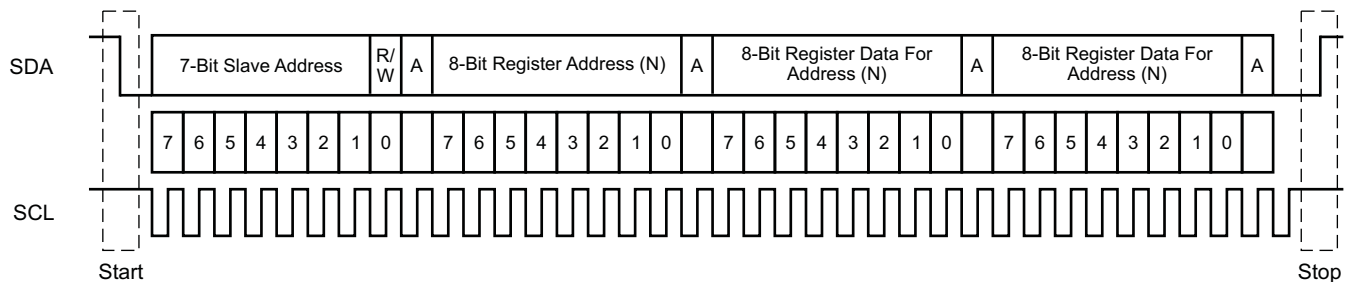 SDA
7-Bit Slave Address
R/
W
A
8-Bit Register Address (N)
A
8-Bit Register Data For
Address (N)
A
8-Bit Register Data For
Address (N)
A
7 6 5 4 3 2 1 0 7 6 5 4 3 2 1 0 7 6 5 4 3 2 1 0 7 6 5 4 3 2 1 0
SCL
Start
Stop